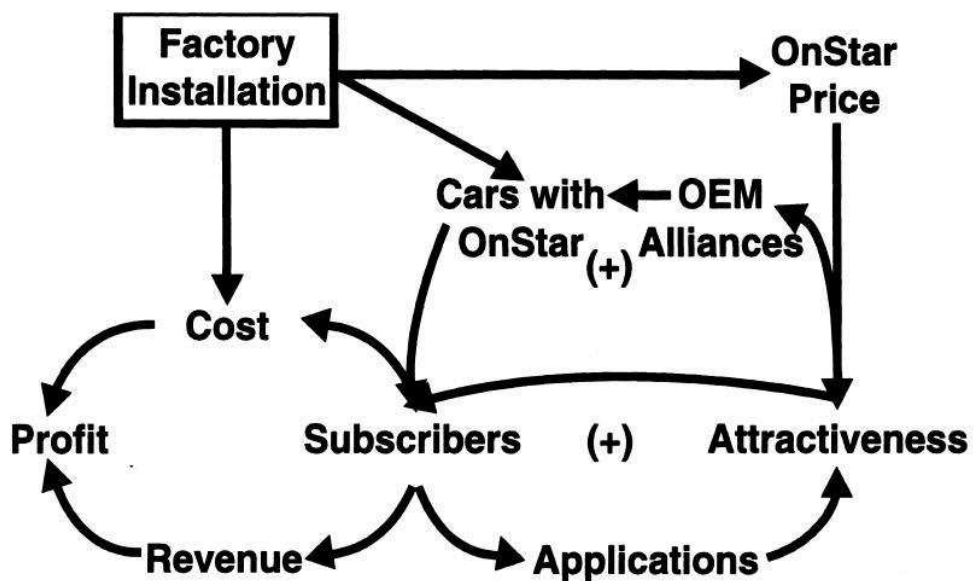 Factory
Installation
OnStar
Price
Cars with
OnStar
OEM
Alliances
(+)
Cost
Profit
Subscribers
(+)
Attractiveness
Revenue
Applications